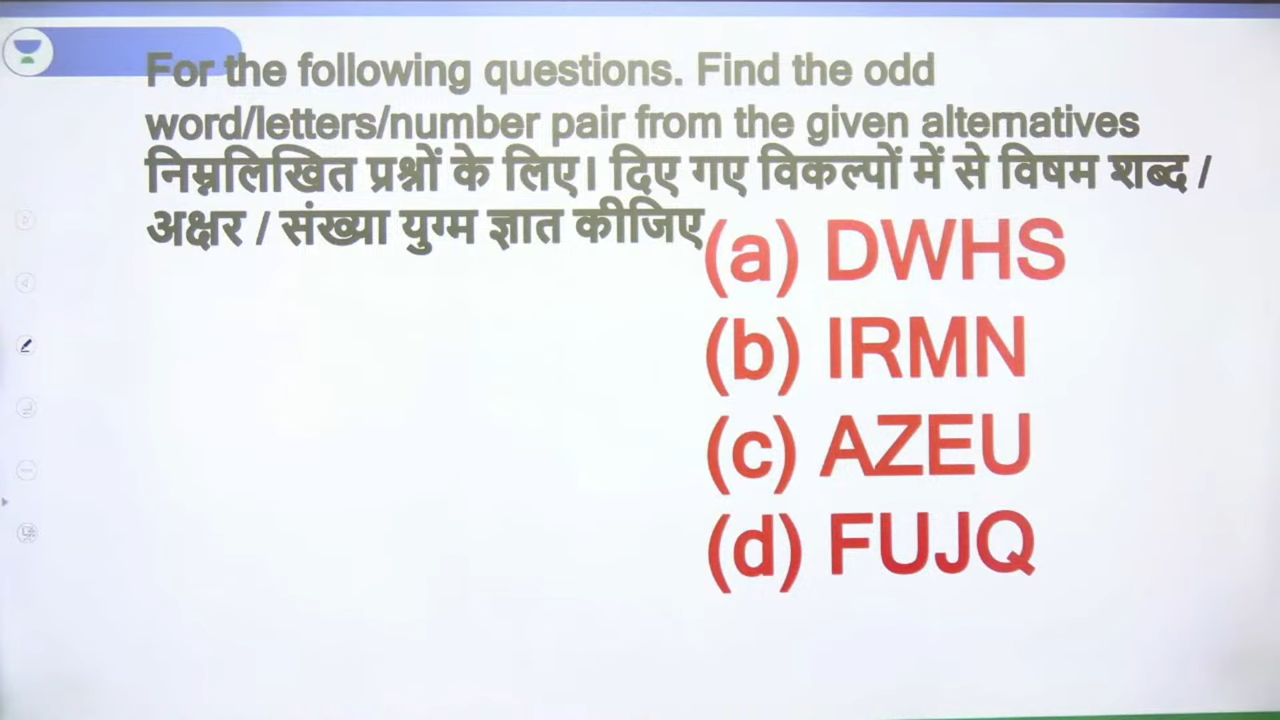 For the following questions. Find the odd
word/letters/number pair from the given alternatives
निम्नलिखित प्रश्नों के लिए। दिए गए विकल्पों में से विषम शब्द /
अक्षर / संख्या युग्म ज्ञात कीजिए
(a) DWHS
(b) IRMN
(c) AZEU
(d) FUJQ